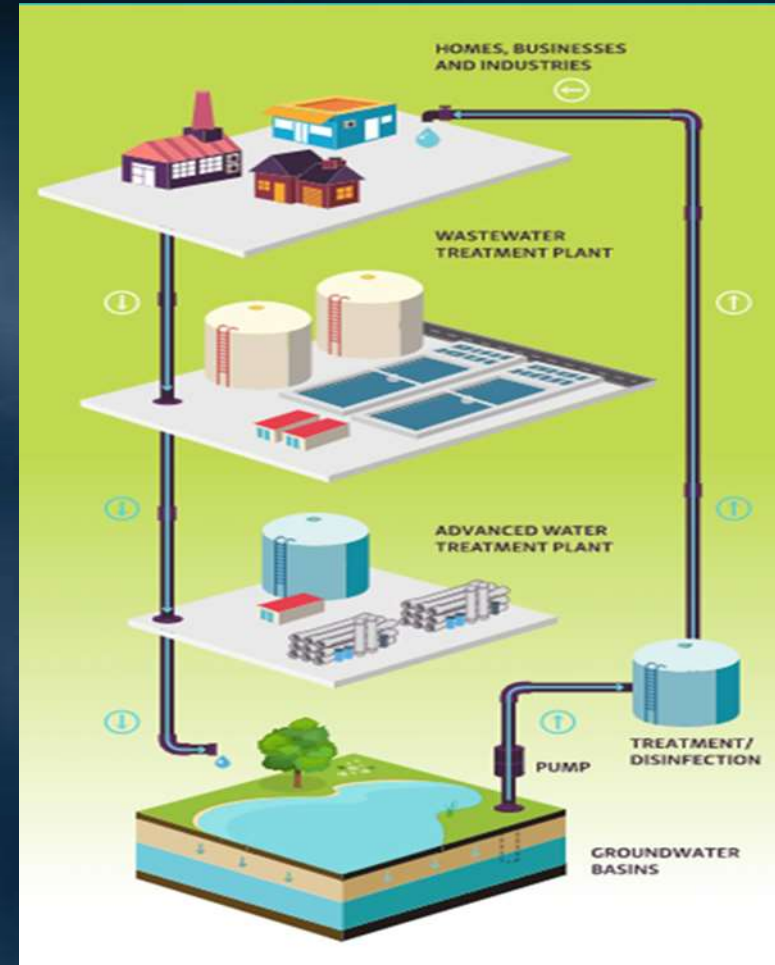 HOMES, BUSINESSES
AND INDUSTRIES
WASTEWATER
TREATMENT PLANT
ADVANCED WATER
TREATMENT PLANT
TREATMENT/
DISINFECTION
PUMP
GROUNDWATER
BASINS